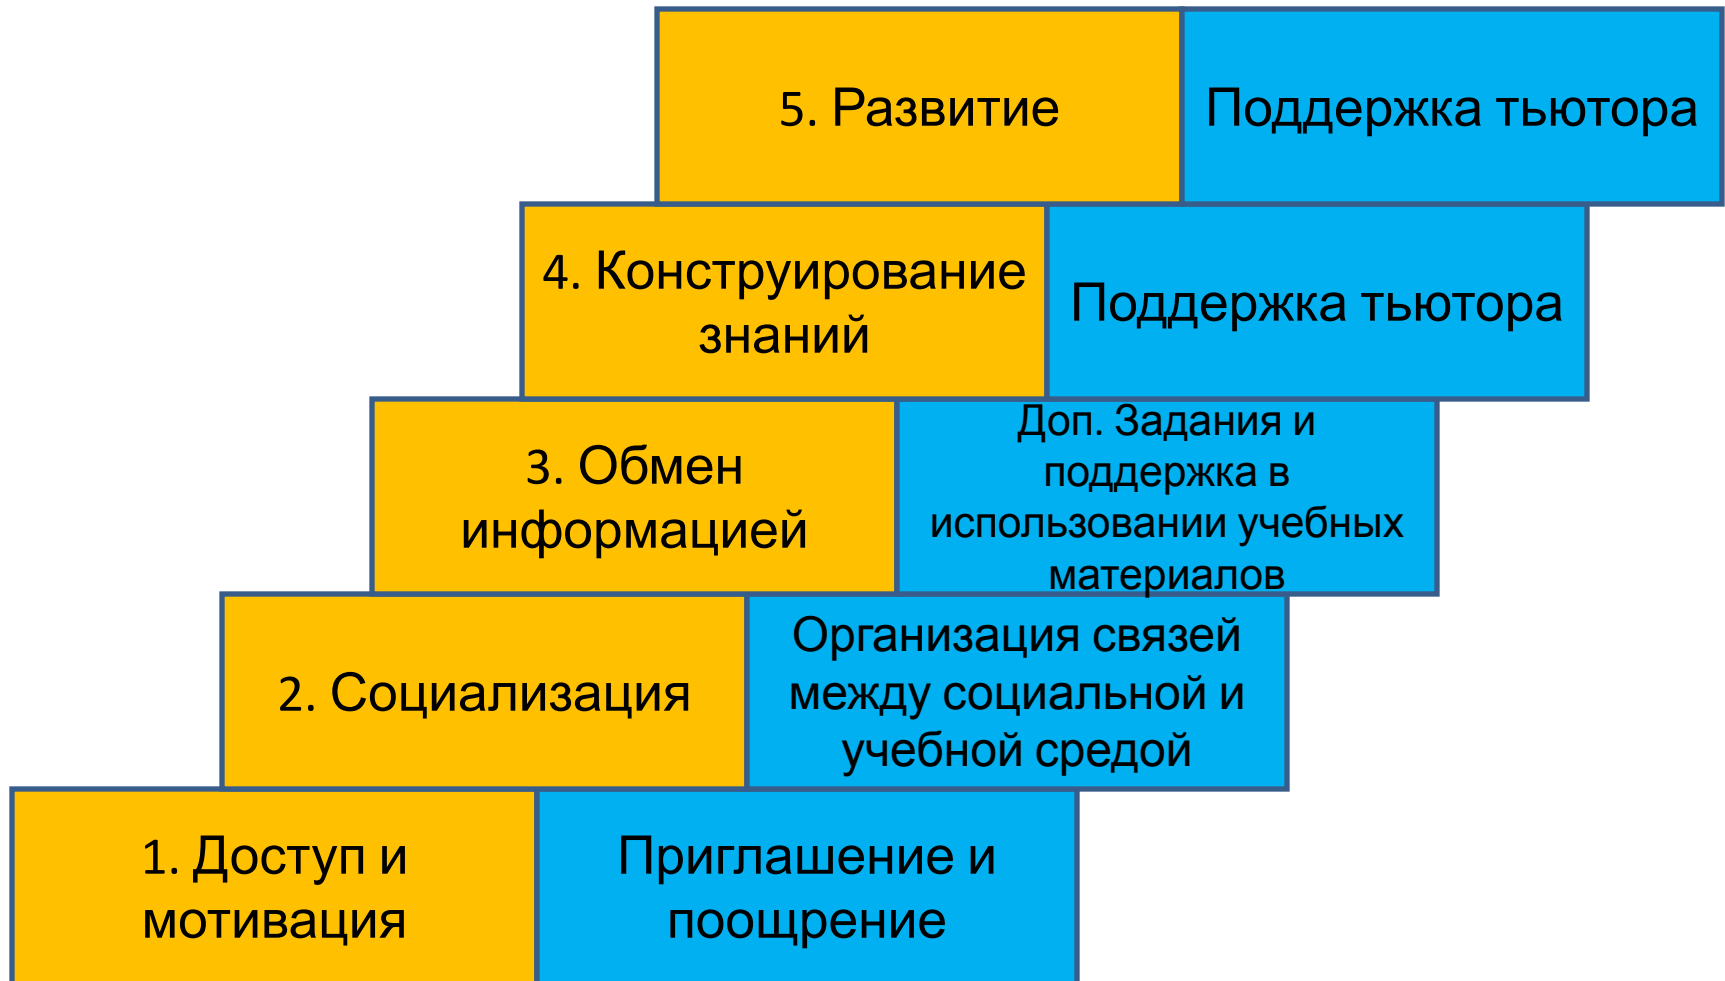 5. Развитие
Поддержка тьютора
4. Конструирование
знаний
Поддержка тьютора
3. Обмен
информацией
Доп. Задания и
поддержка в
использовании учебных
материалов
2. Социализация
Организация связей
между социальной и
учебной средой
1. Доступ и
мотивация
Приглашение и
поощрение